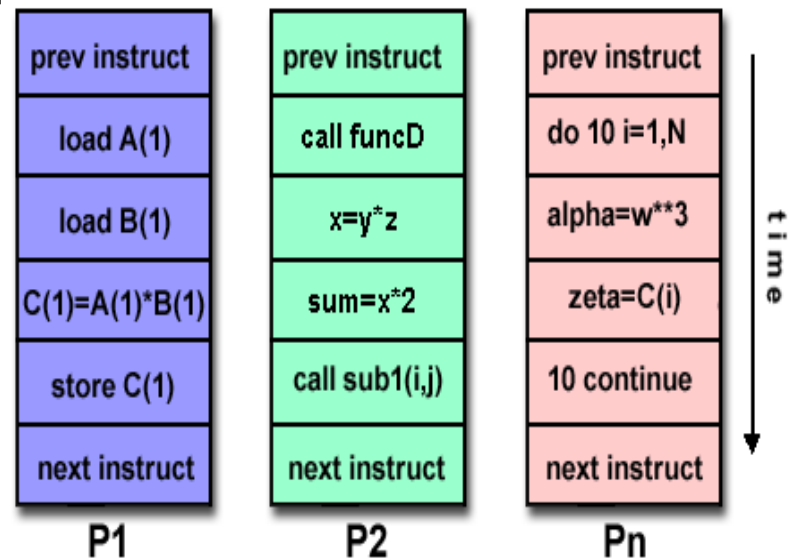 prev instruct
load A(1)
load B(1)
C(1)=A(1)*B(1)
store C(1)
next instruct
P1
prev instruct
call funcD
x=y*z
sum=x*2
call sub1(i,j)
next instruct
P2
prev instruct
do 10 i=1,N
alpha=w**3
zeta=C(i)
10 continue
next instruct
Pn
time